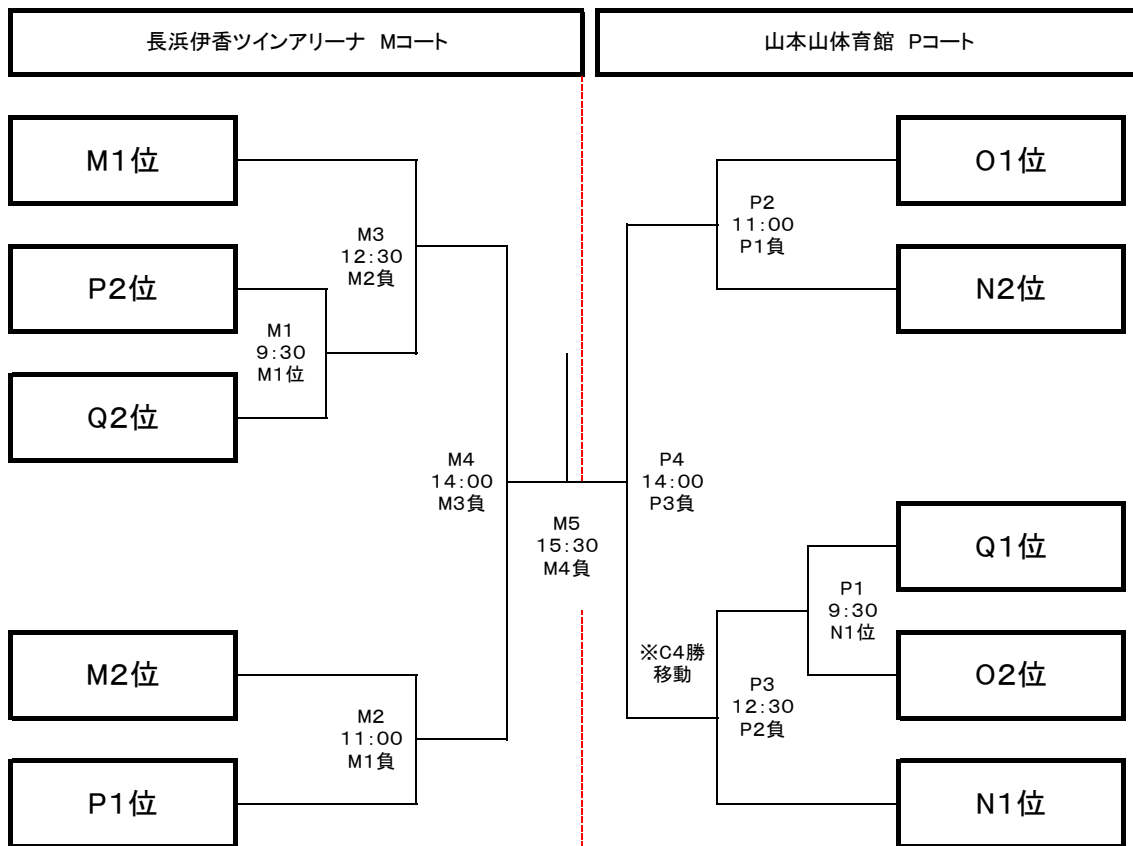 長浜伊香ツインアリーナ Mコート
山本山体育館 Pコート
M1位
P2位
Q2位
M1
9:30
M1位
M3
12:30
M2負
M4
14:00
M3負
M2位
P1位
M2
11:00
M1負
M5
15:30
M4負
O1位
N2位
P2
11:00
P1負
P4
14:00
P3負
Q1位
O2位
P1
9:30
N1位
※C4勝
移動
P3
12:30
P2負
N1位